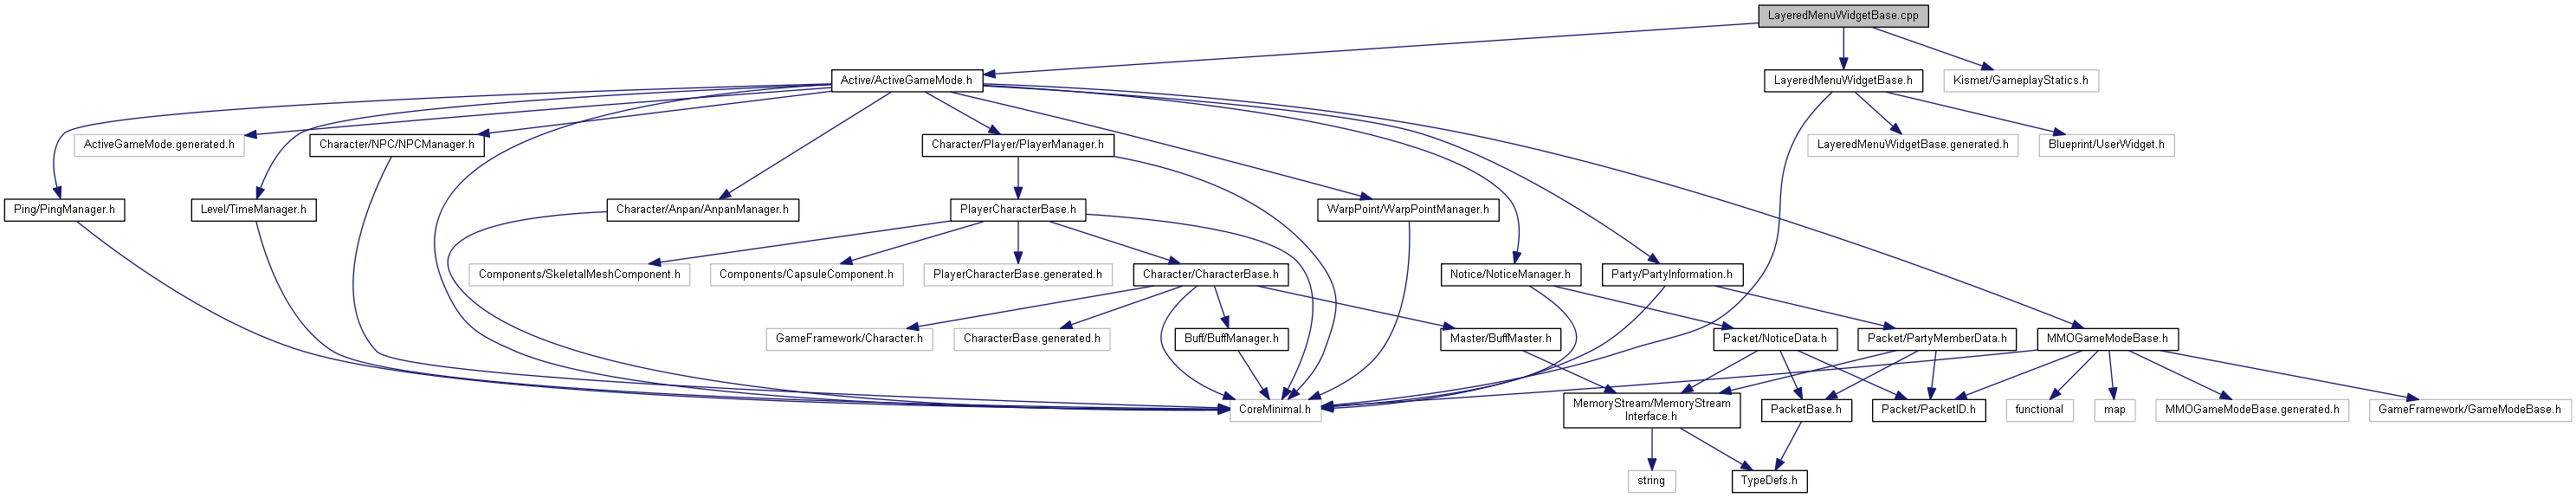 LayeredMenuWidgetBase.cpp
Active/ActiveGameMode.h
LayeredMenuWidgetBase.h
Kismet/GameplayStatics.h
ActiveGameMode.generated.h
Character/NPC/NPCManager.h
Character/Player/PlayerManager.h
LayeredMenuWidgetBase.generated.h
Blueprint/UserWidget.h
Ping/PingManager.h
Level/TimeManager.h
Character/Anpan/AnpanManager.h
PlayerCharacterBase.h
WarpPoint/WarpPointManager.h
Components/SkeletalMeshComponent.h
Components/CapsuleComponent.h
PlayerCharacterBase.generated.h
Character/CharacterBase.h
Notice/NoticeManager.h
Party/PartyInformation.h
GameFramework/Character.h
CharacterBase.generated.h
Buff/BuffManager.h
Master/BuffMaster.h
Packet/NoticeData.h
Packet/PartyMemberData.h
MMOGameModeBase.h
CoreMinimal.h
MemoryStream/MemoryStream
Interface.h
PacketBase.h
Packet/PacketID.h
functional
map
MMOGameModeBase.generated.h
GameFramework/GameModeBase.h
string
TypeDefs.h